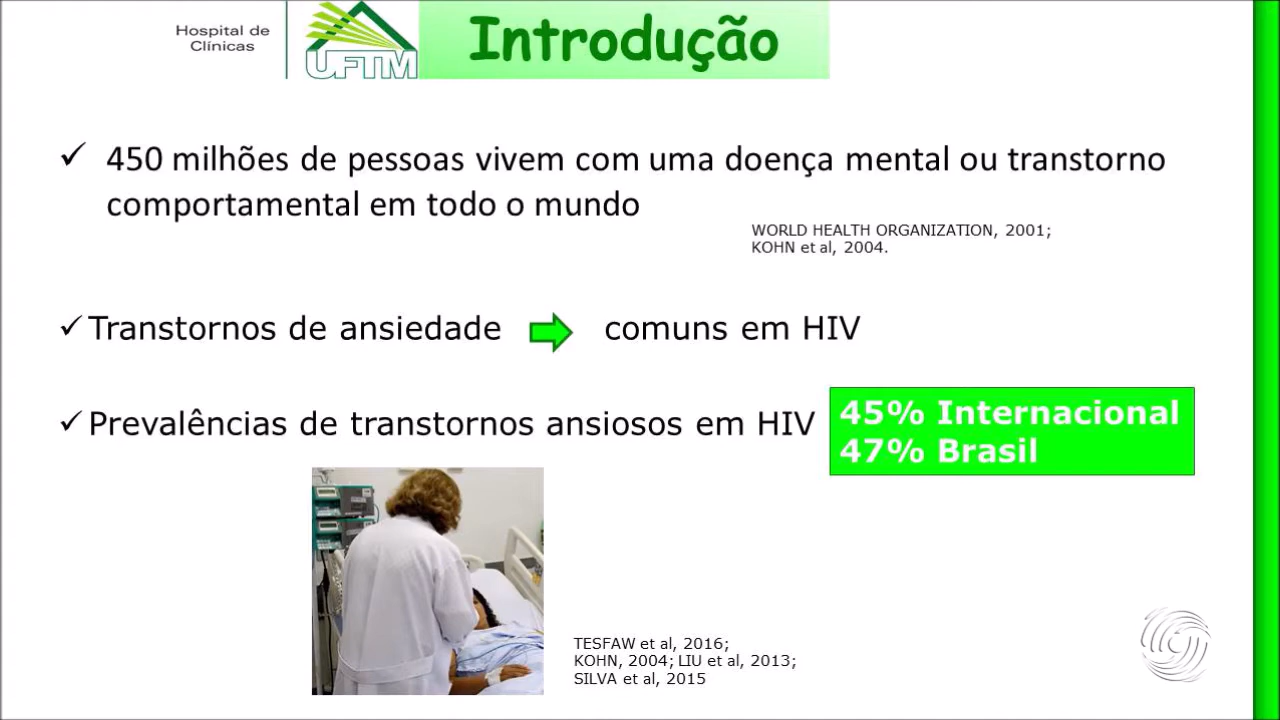 Hospital de
Clínicas
UFTM
Introdução
✓ 450 milhões de pessoas vivem com uma doença mental ou transtorno
comportamental em todo o mundo
WORLD HEALTH ORGANIZATION, 2001;
KOHN et al, 2004.
✓ Transtornos de ansiedade comuns em HIV
✓ Prevalências de transtornos ansiosos em HIV
45% Internacional
47% Brasil
TESFAW et al, 2016;
KOHN, 2004; LIU et al, 2013;
SILVA et al, 2015